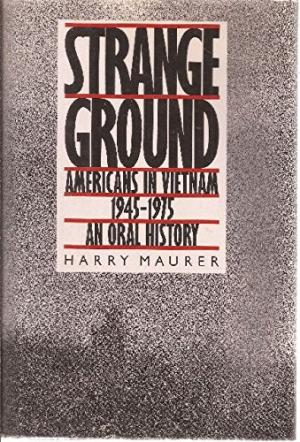 STRANGE
GROUND
AMERICANS IN VIETNAM
1945-1975
AN ORAL HISTORY
HARRY MAURER